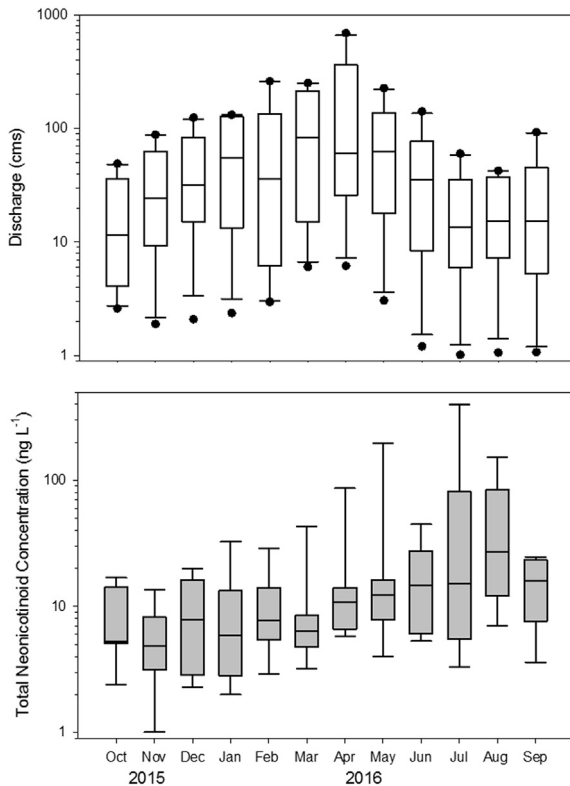 Discharge (cms)
1000
100
10
1
Total Neonicotinoid Concentration (ng L-1)
100
10
1
Oct Nov Dec Jan Feb Mar Apr May Jun Jul Aug Sep
2015 2016